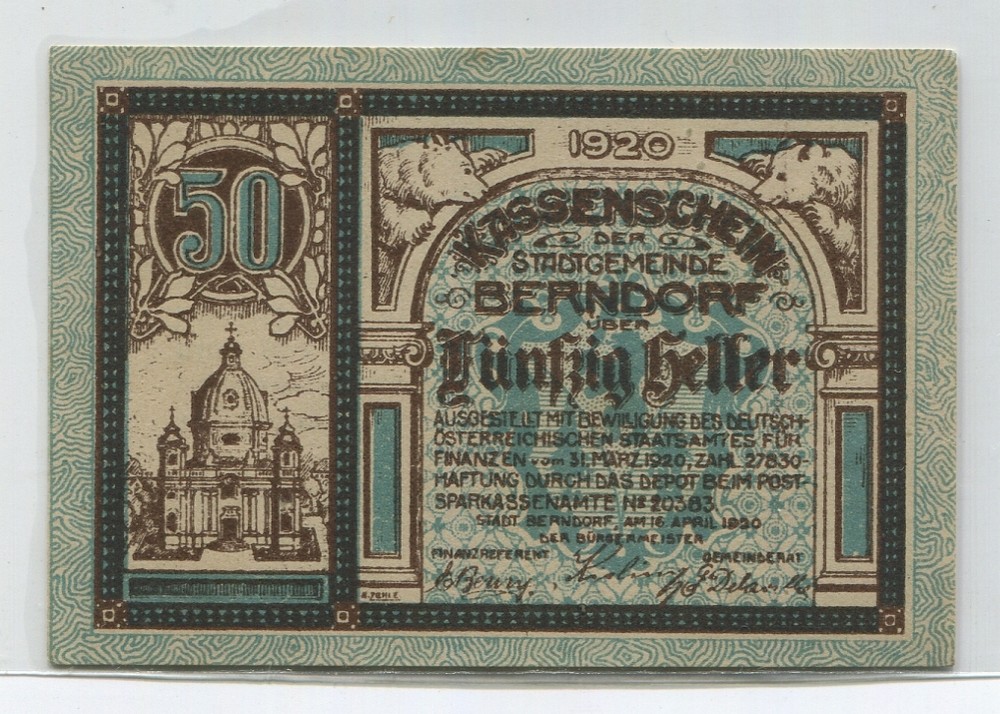 50
1920
KASSENSCHEIN
DER
STADTGEMEINDE
BERNDORF
ÜBER
Fünfzig Heller
AUSGESTELLT MIT BEWILLIGUNG DES DEUTSCH-
ÖSTERREICHISCHEN STAATSAMTES FÜR
FINANZEN vom 31. MÄRZ 1920, ZAHL 27830-
HAFTUNG DURCH DAS DEPOT BEIM POST-
SPARKASSENAMTE No 20383.
STADT BERNDORF, AM 16 APRIL 1920
DER BÜRGERMEISTER
FINANZREFERENT GEMEINDERAT